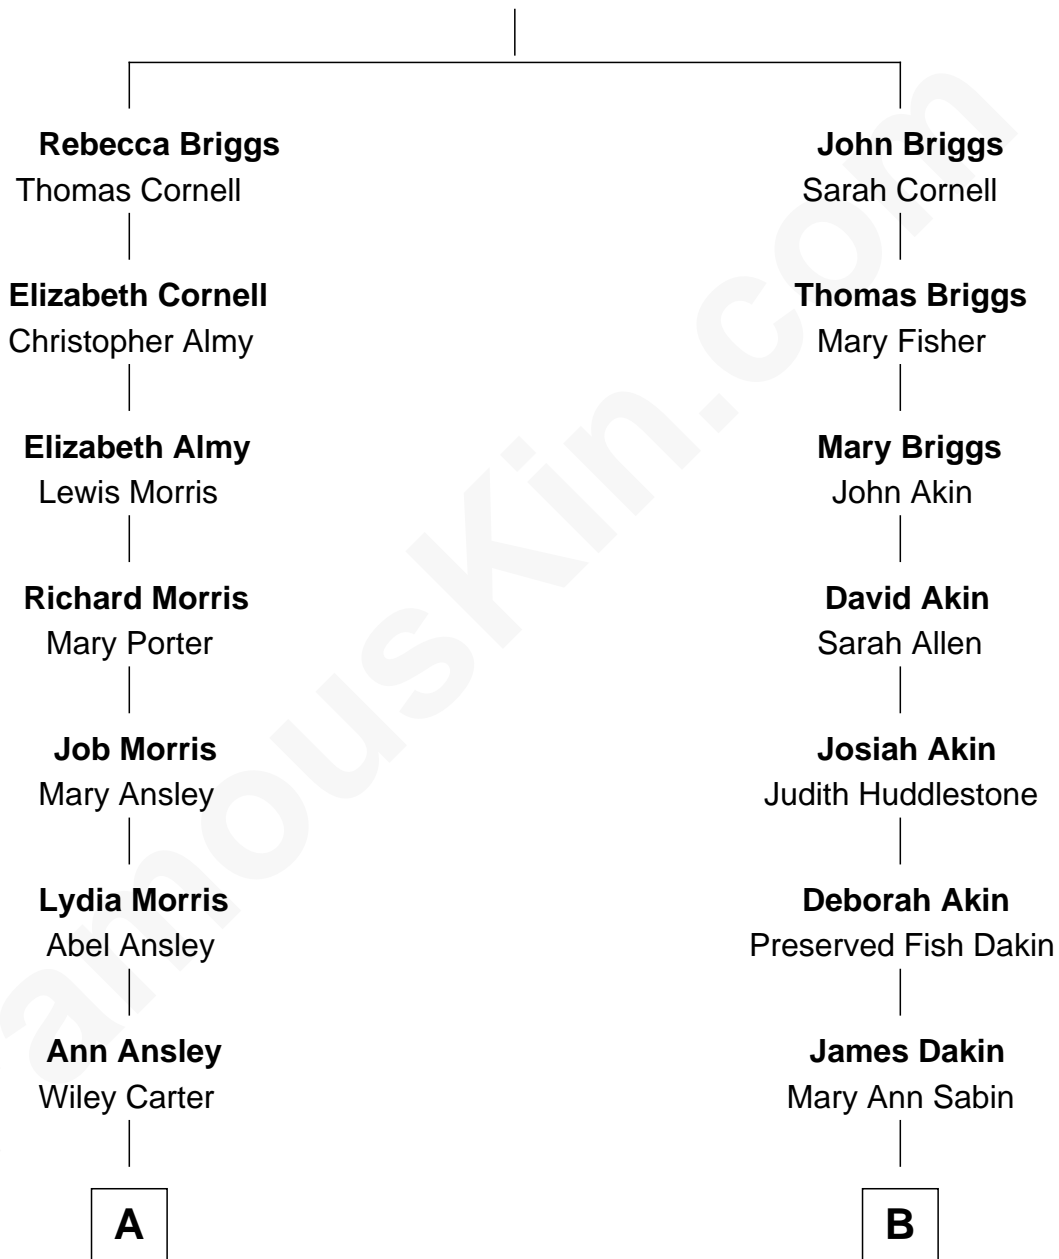 Rebecca Briggs
Thomas Cornell
Elizabeth Cornell
Christopher Almy
Elizabeth Almy
Lewis Morris
Richard Morris
Mary Porter
Job Morris
Mary Ansley
Lydia Morris
Abel Ansley
Ann Ansley
Wiley Carter
A
John Briggs
Sarah Cornell
Thomas Briggs
Mary Fisher
Mary Briggs
John Akin
David Akin
Sarah Allen
Josiah Akin
Judith Huddlestone
Deborah Akin
Preserved Fish Dakin
James Dakin
Mary Ann Sabin
B
amousKin.com